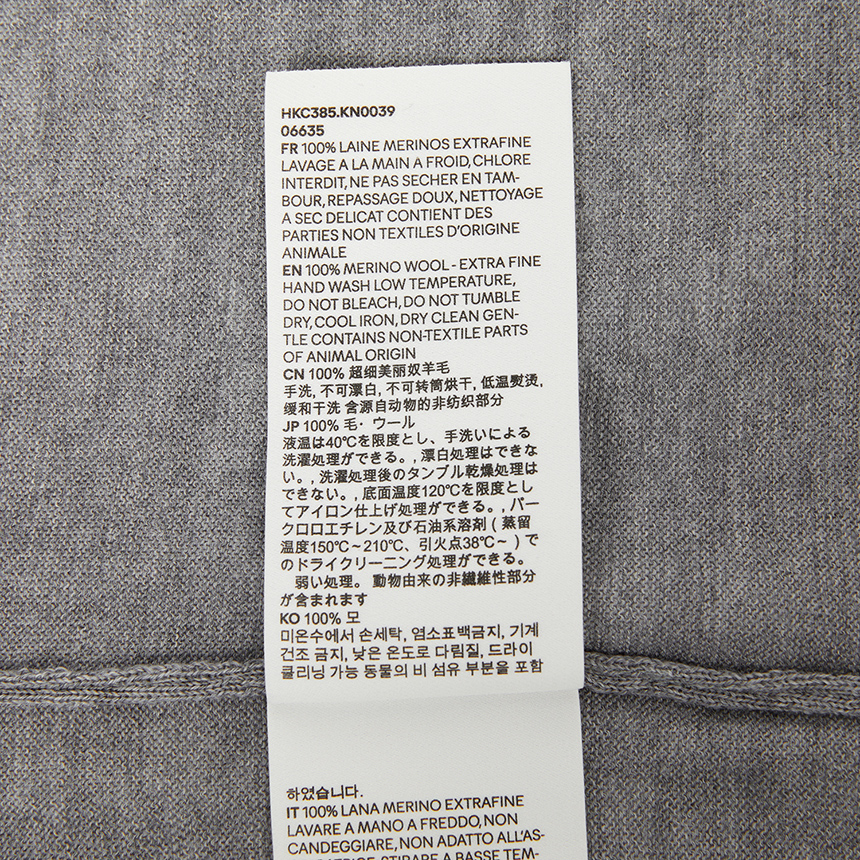 HKC385.KN0039
06635
FR 100% LAINE MERINOS EXTRAFINE
LAVAGE A LA MAIN A FROID, CHLORE
INTERDIT, NE PAS SECHER EN TAM-
BOUR, REPASSAGE DOUX, NETTOYAGE
A SEC DELICAT CONTIENT DES
PARTIES NON TEXTILES D'ORIGINE
ANIMALE
EN 100% MERINO WOOL - EXTRA FINE
HAND WASH LOW TEMPERATURE,
DO NOT BLEACH, DO NOT TUMBLE
DRY, COOL IRON, DRY CLEAN GEN-
TLE CONTAINS NON-TEXTILE PARTS
OF ANIMAL ORIGIN
CN 100% 超细美丽奴羊毛
手洗, 不可漂白, 不可转筒烘干, 低温熨烫,
缓和干洗 含源自动物的非纺织部分
JP 100% 毛・ウール
液温は40℃を限度とし、手洗いによる
洗濯処理ができる。, 漂白処理はできな
い。, 洗濯処理後のタンブル乾燥処理は
できない。, 底面温度120℃を限度とし
てアイロン仕上げ処理ができる。, パー
クロロエチレン及び石油系溶剤 ( 蒸留
温度150℃～210℃、引火点38℃～ ) で
のドライクリーニング処理ができる。
弱い処理。 動物由来の非繊維性部分
が含まれます
KO 100% 모
미온수에서 손세탁, 염소표백금지, 기계
건조 금지, 낮은 온도로 다림질, 드라이
클리닝 가능 동물의 비 섬유 부분을 포함
하였습니다.
IT 100% LANA MERINO EXTRAFINE
LAVARE A MANO A FREDDO, NON
CANDEGGIARE, NON ADATTO ALL'AS-
STIRARE A BASSE TEM-